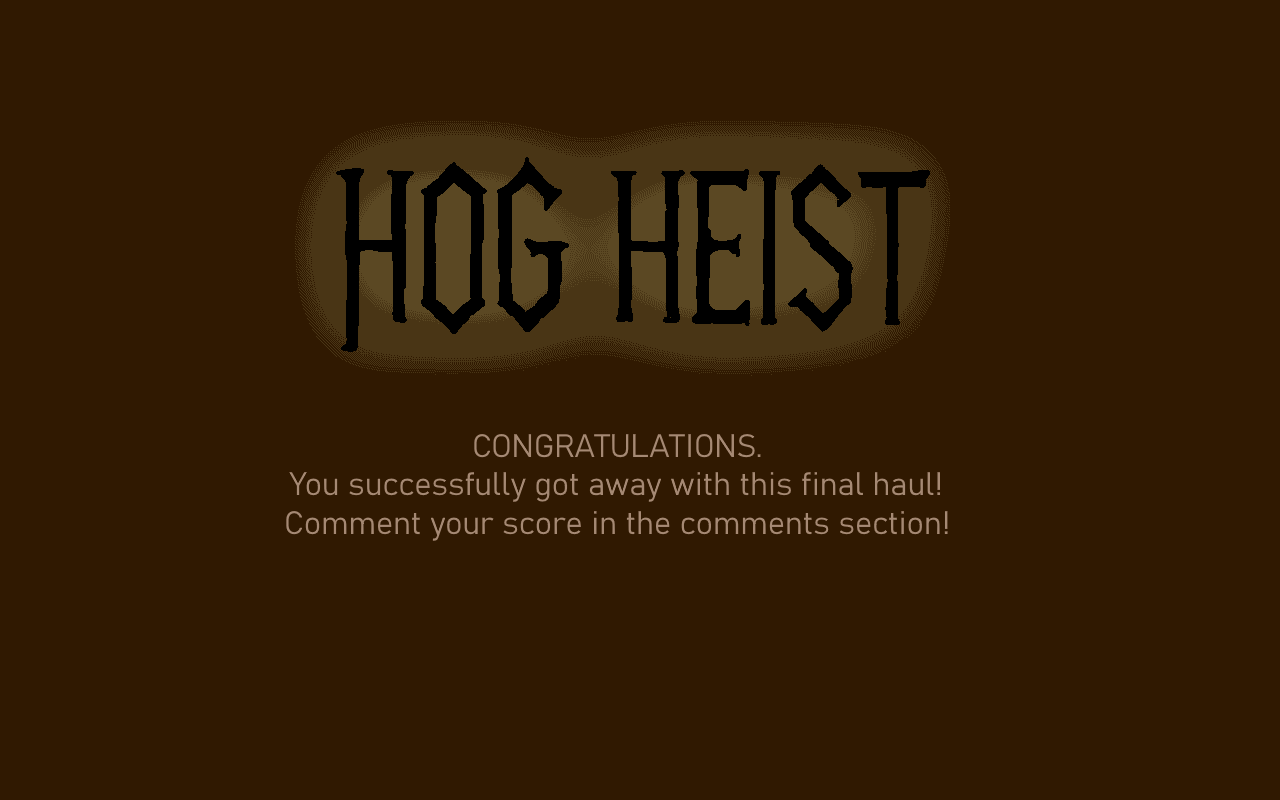 HOG HEIST
CONGRATULATIONS.
You successfully got away with this final haul!
Comment your score in the comments section!